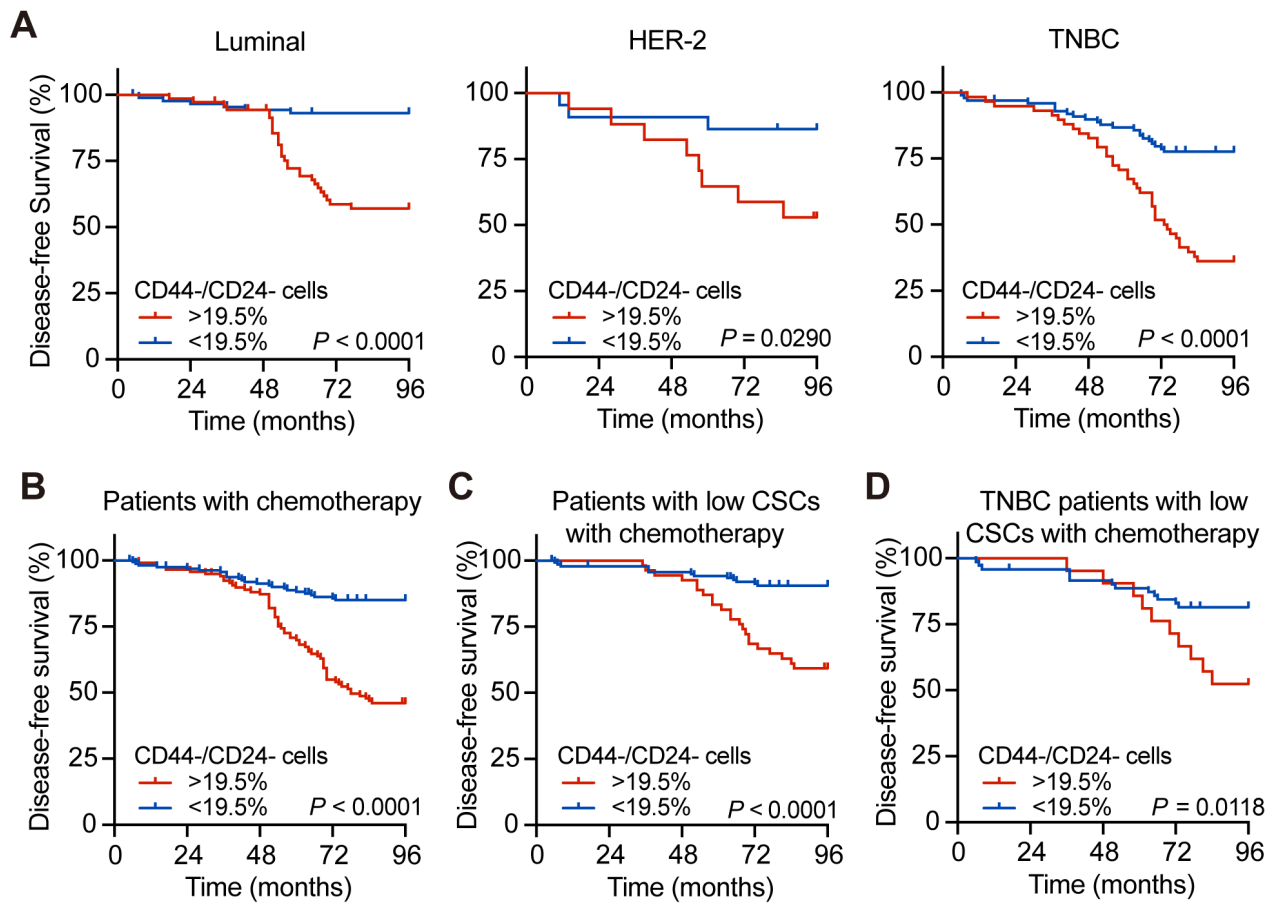 A
Luminal
Disease-free Survival (%)
100
75
50
25
0
CD44-/CD24- cells
>19.5%
<19.5%
P < 0.0001
0 24 48 72 96
Time (months)
HER-2
100
75
50
25
0
CD44-/CD24- cells
>19.5%
<19.5%
P = 0.0290
0 24 48 72 96
Time (months)
TNBC
100
75
50
25
0
CD44-/CD24- cells
>19.5%
<19.5%
P < 0.0001
0 24 48 72 96
Time (months)
B
Patients with chemotherapy
Disease-free survival (%)
100
75
50
25
0
CD44-/CD24- cells
>19.5%
<19.5%
P < 0.0001
0 24 48 72 96
Time (months)
C
Patients with low CSCs
with chemotherapy
Disease-free survival (%)
100
75
50
25
0
CD44-/CD24- cells
>19.5%
<19.5%
P < 0.0001
0 24 48 72 96
Time (months)
D
TNBC patients with low
CSCs with chemotherapy
Disease-free survival (%)
100
75
50
25
0
CD44-/CD24- cells
>19.5%
<19.5%
P = 0.0118
0 24 48 72 96
Time (months)